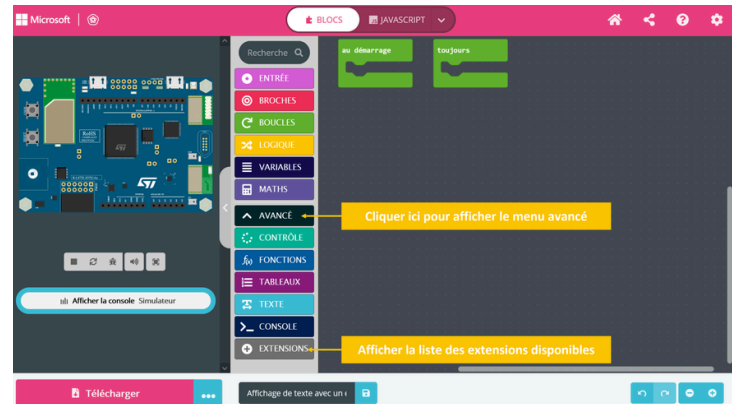 Microsoft
BLOCS
JAVASCRIPT
Recherche
au démarrage
toujours
ENTRÉE
BROCHES
BOUCLES
LOGIQUE
VARIABLES
MATHS
AVANCÉ
Cliquer ici pour afficher le menu avancé
CONTRÔLE
f(x) FONCTIONS
TABLEAUX
TEXTE
CONSOLE
EXTENSIONS
Afficher la liste des extensions disponibles
RoHS
Afficher la console Simulateur
Télécharger
Affichage de texte avec un